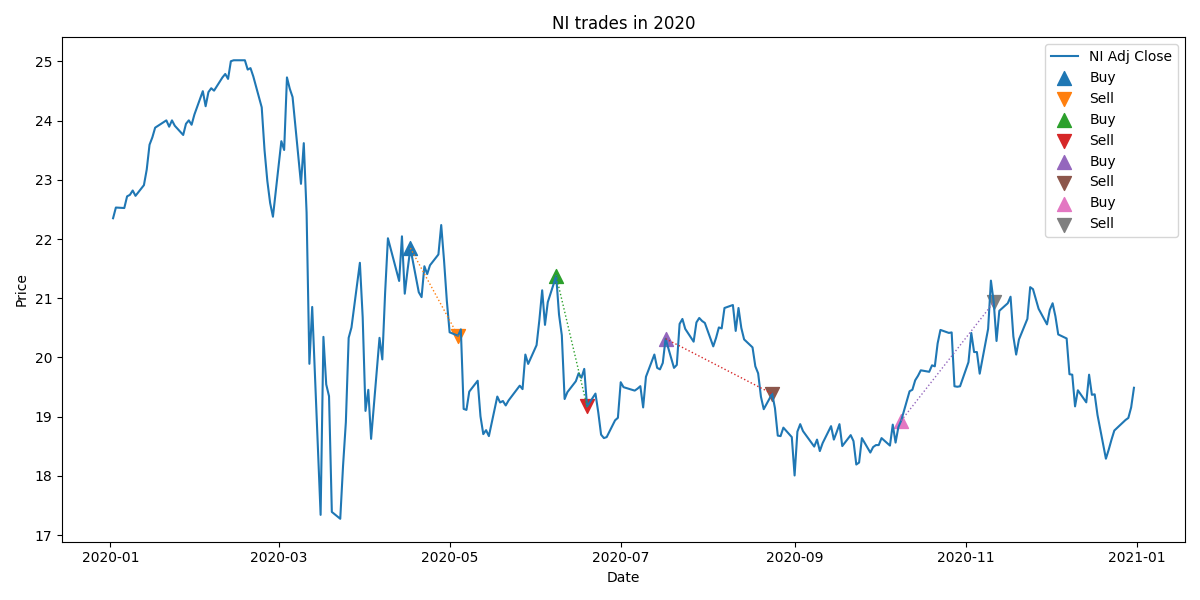 NI trades in 2020
NI Adj Close
Buy
Sell
Buy
Sell
Buy
Sell
Buy
Sell
Price
25
24
23
22
21
20
19
18
17
2020-01
2020-03
2020-05
2020-07
2020-09
2020-11
2021-01
Date